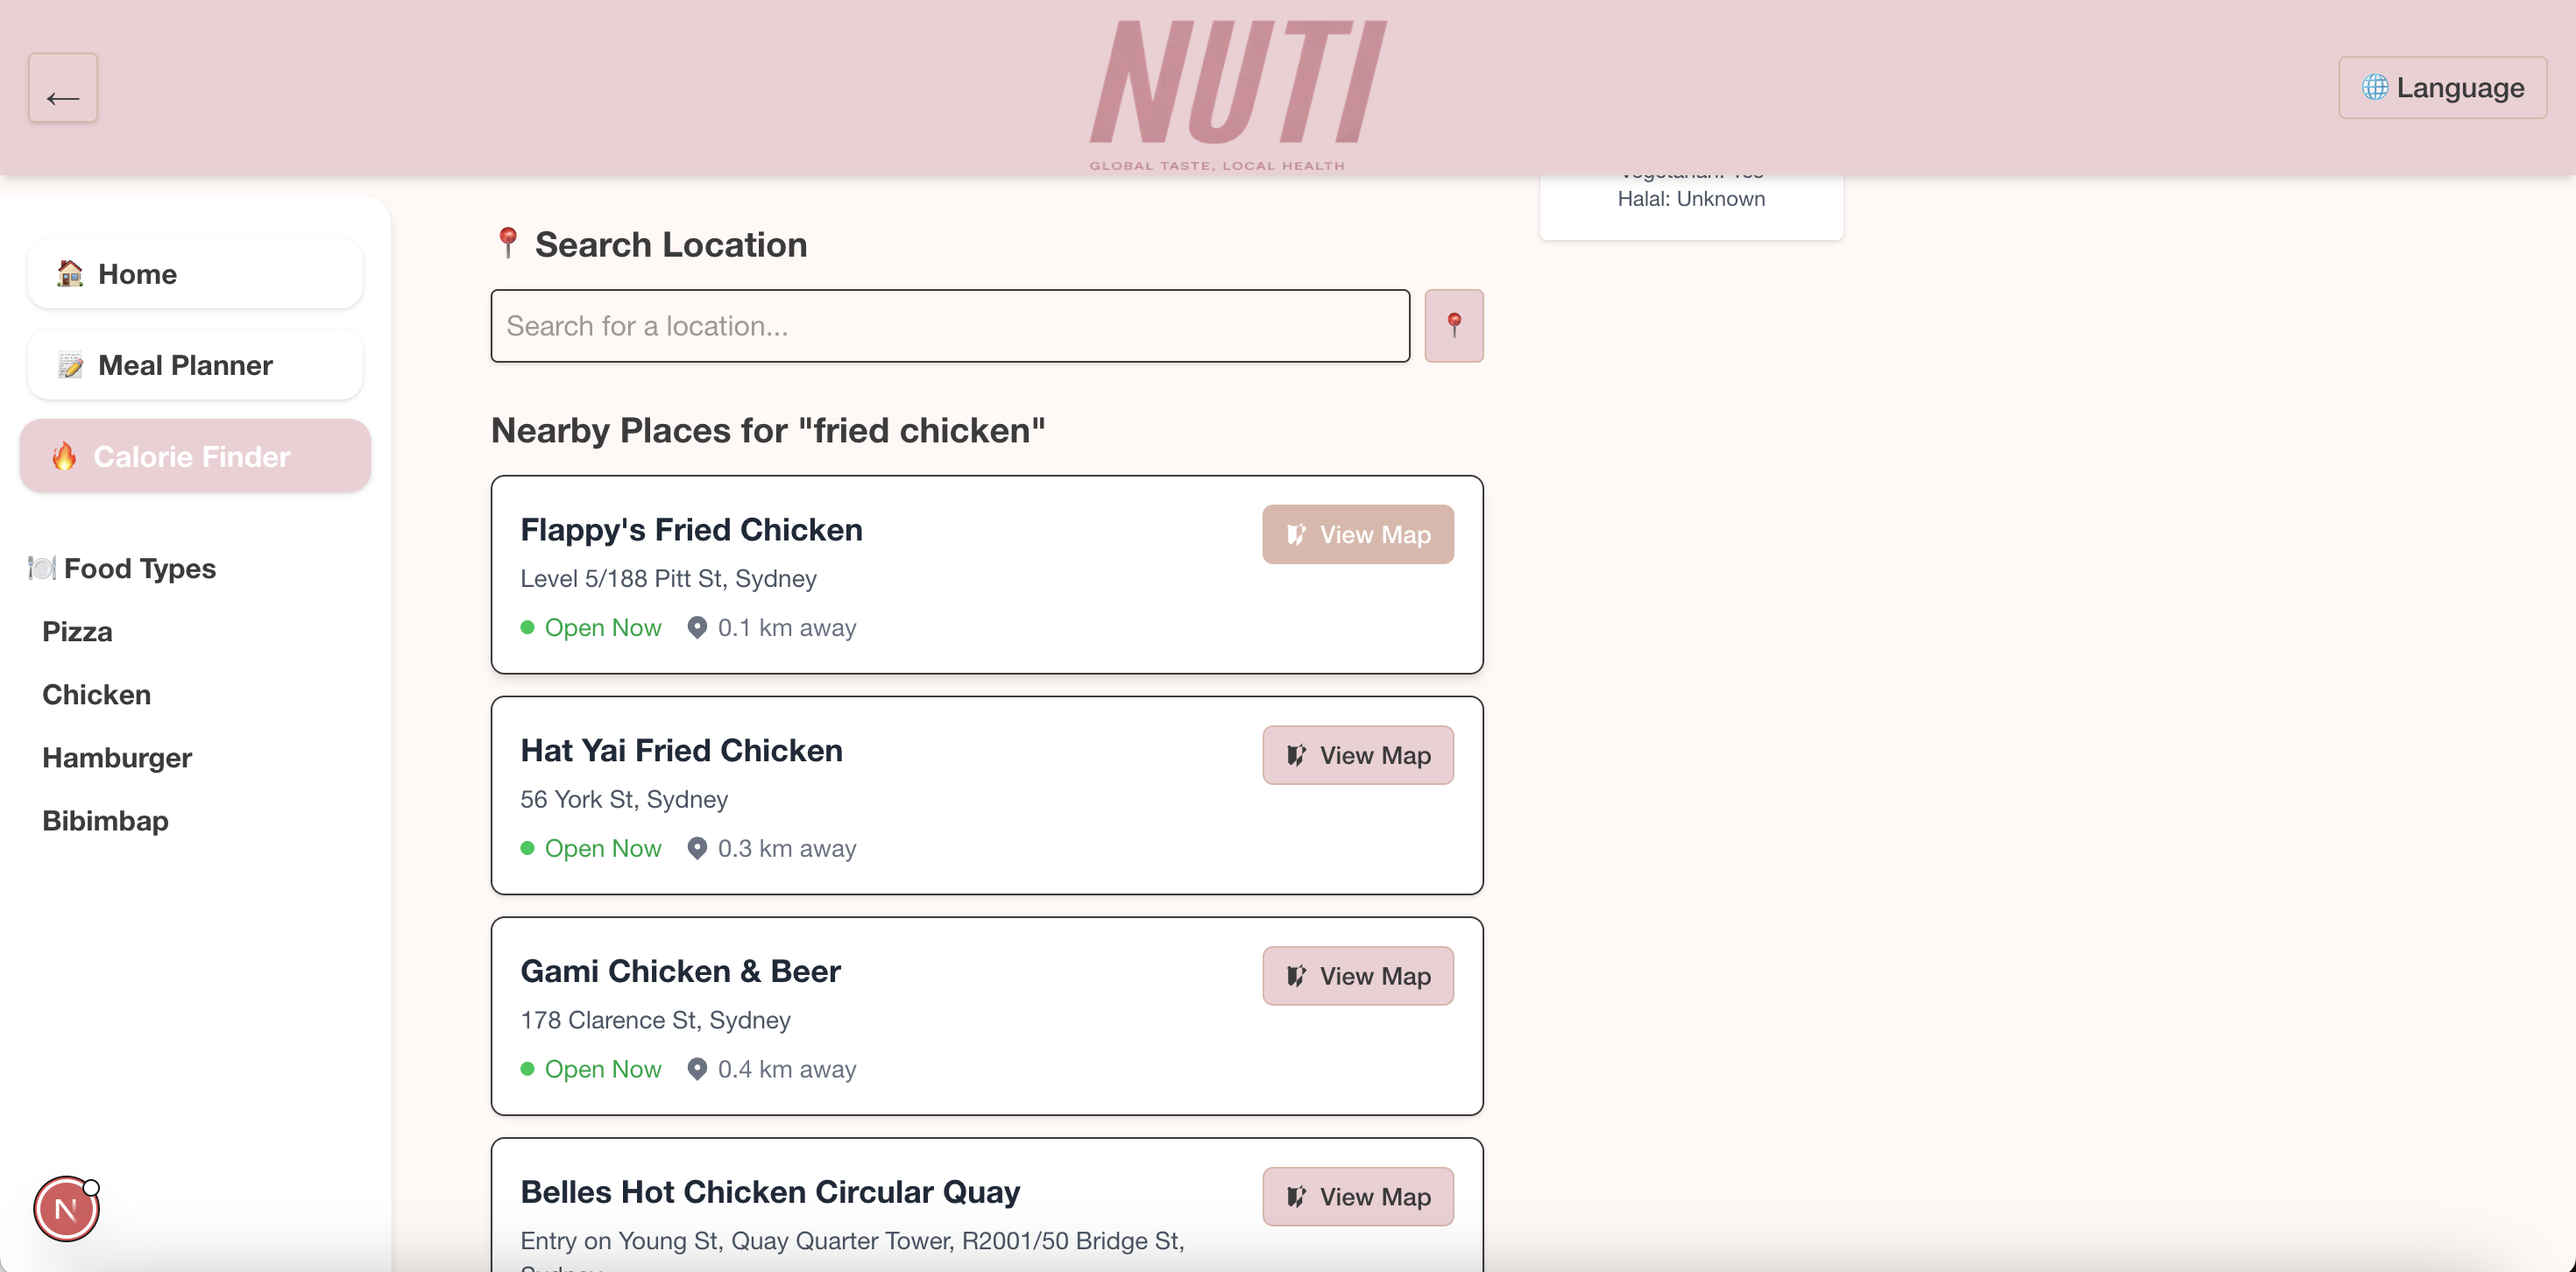 NUTI
GLOBAL TASTE, LOCAL HEALTH
←
🌐 Language
🏠 Home
📝 Meal Planner
🔥 Calorie Finder
🍽️ Food Types
Pizza
Chicken
Hamburger
Bibimbap
N
📍 Search Location
Search for a location...
Nearby Places for "fried chicken"
Flappy's Fried Chicken
View Map
Level 5/188 Pitt St, Sydney
Open Now 0.1 km away
Hat Yai Fried Chicken
View Map
56 York St, Sydney
Open Now 0.3 km away
Gami Chicken & Beer
View Map
178 Clarence St, Sydney
Open Now 0.4 km away
Belles Hot Chicken Circular Quay
View Map
Entry on Young St, Quay Quarter Tower, R2001/50 Bridge St,
Halal: Unknown